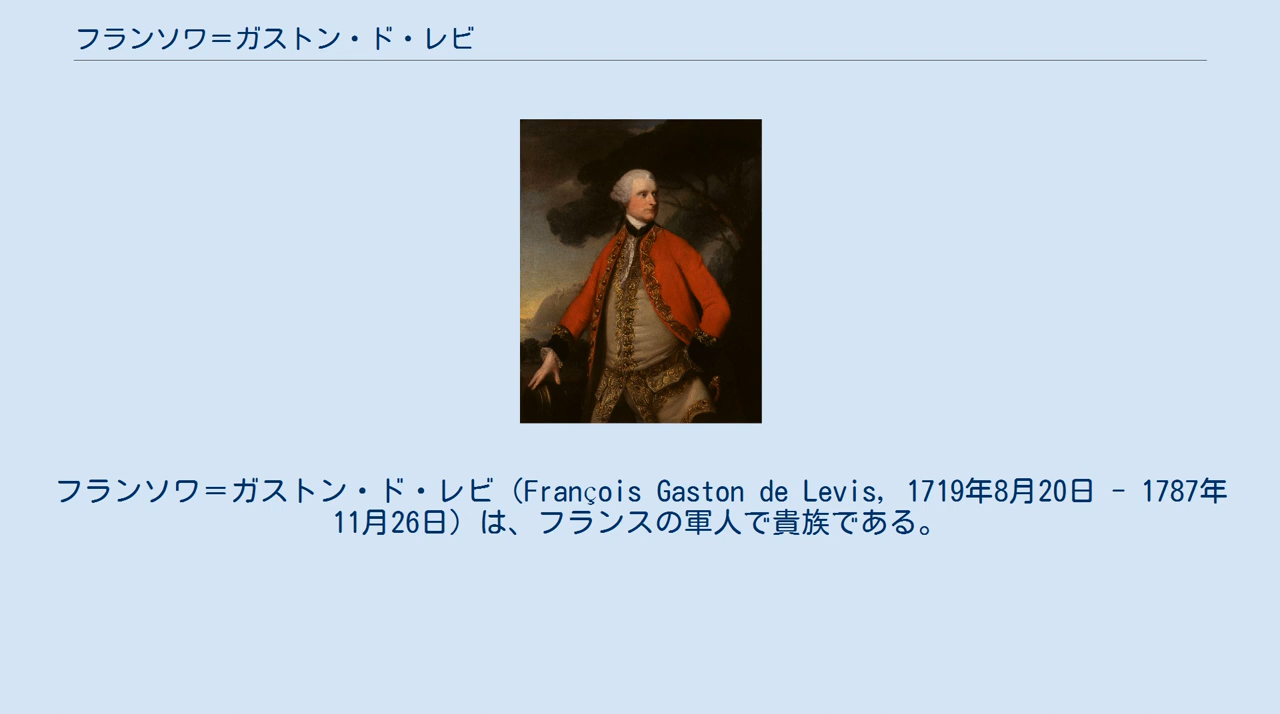 フランソワ＝ガストン・ド・レビ
フランソワ＝ガストン・ド・レビ（François Gaston de Levis, 1719年8月20日 - 1787年
11月26日）は、フランスの軍人で貴族である。